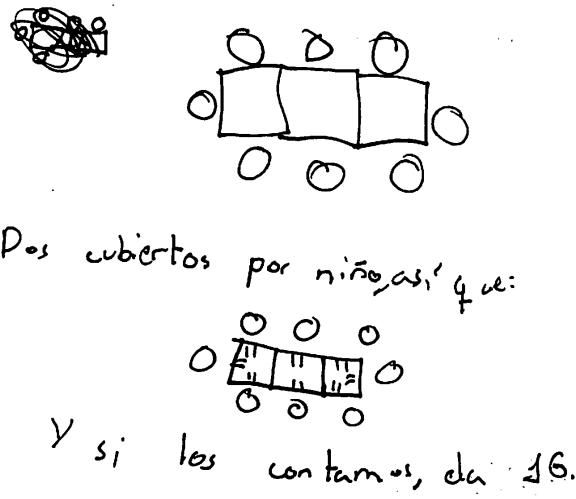 Dos cubiertos por niño, así que:
Y si los contamos, da 16.